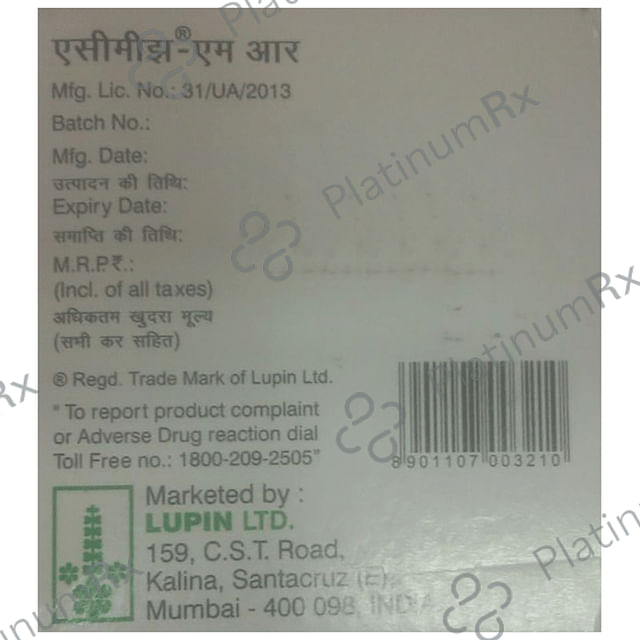 एसीमीझ®-एम आर
Mfg. Lic. No.: 31/UA/2013
Batch No.:
Mfg. Date:
उत्पादन की तिथि:
Expiry Date:
समाप्ति की तिथि:
M.R.P.₹.:
(Incl. of all taxes)
अधिकतम खुदरा मूल्य
(सभी कर सहित)
® Regd. Trade Mark of Lupin Ltd.
"To report product complaint
or Adverse Drug reaction dial
Toll Free no.: 1800-209-2505"
8 901107 003210
Marketed by :
LUPIN LTD.
159, C.S.T. Road,
Kalina, Santacruz (E),
Mumbai - 400 098, INDIA
PlatinumRx
PlatinumRx